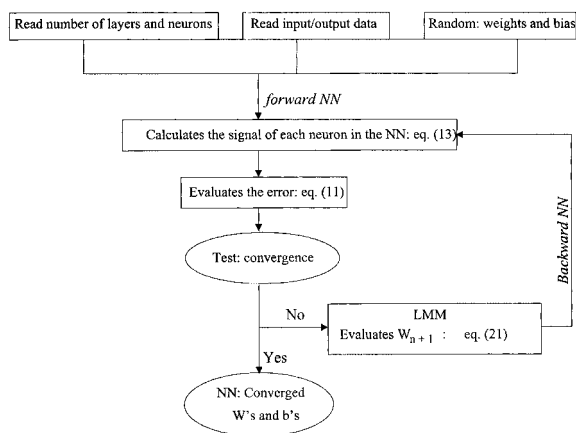 Read number of layers and neurons
Read input/output data
Random: weights and bias
forward NN
Calculates the signal of each neuron in the NN: eq. (13)
Evaluates the error: eq. (11)
Backward NN
Test: convergence
No
LMM
Evaluates W_{n + 1} : eq. (21)
Yes
NN: Converged
W's and b's